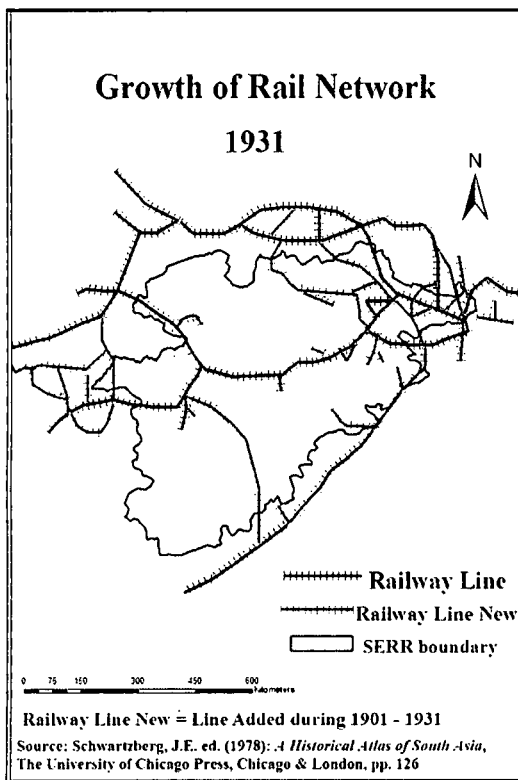 Growth of Rail Network
1931
N
Railway Line
Railway Line New
SERR boundary
0 75 150 300 450 600
Kilometers
Railway Line New = Line Added during 1901 - 1931
Source: Schwartzberg, J.E. ed. (1978): A Historical Atlas of South Asia,
The University of Chicago Press, Chicago & London, pp. 126